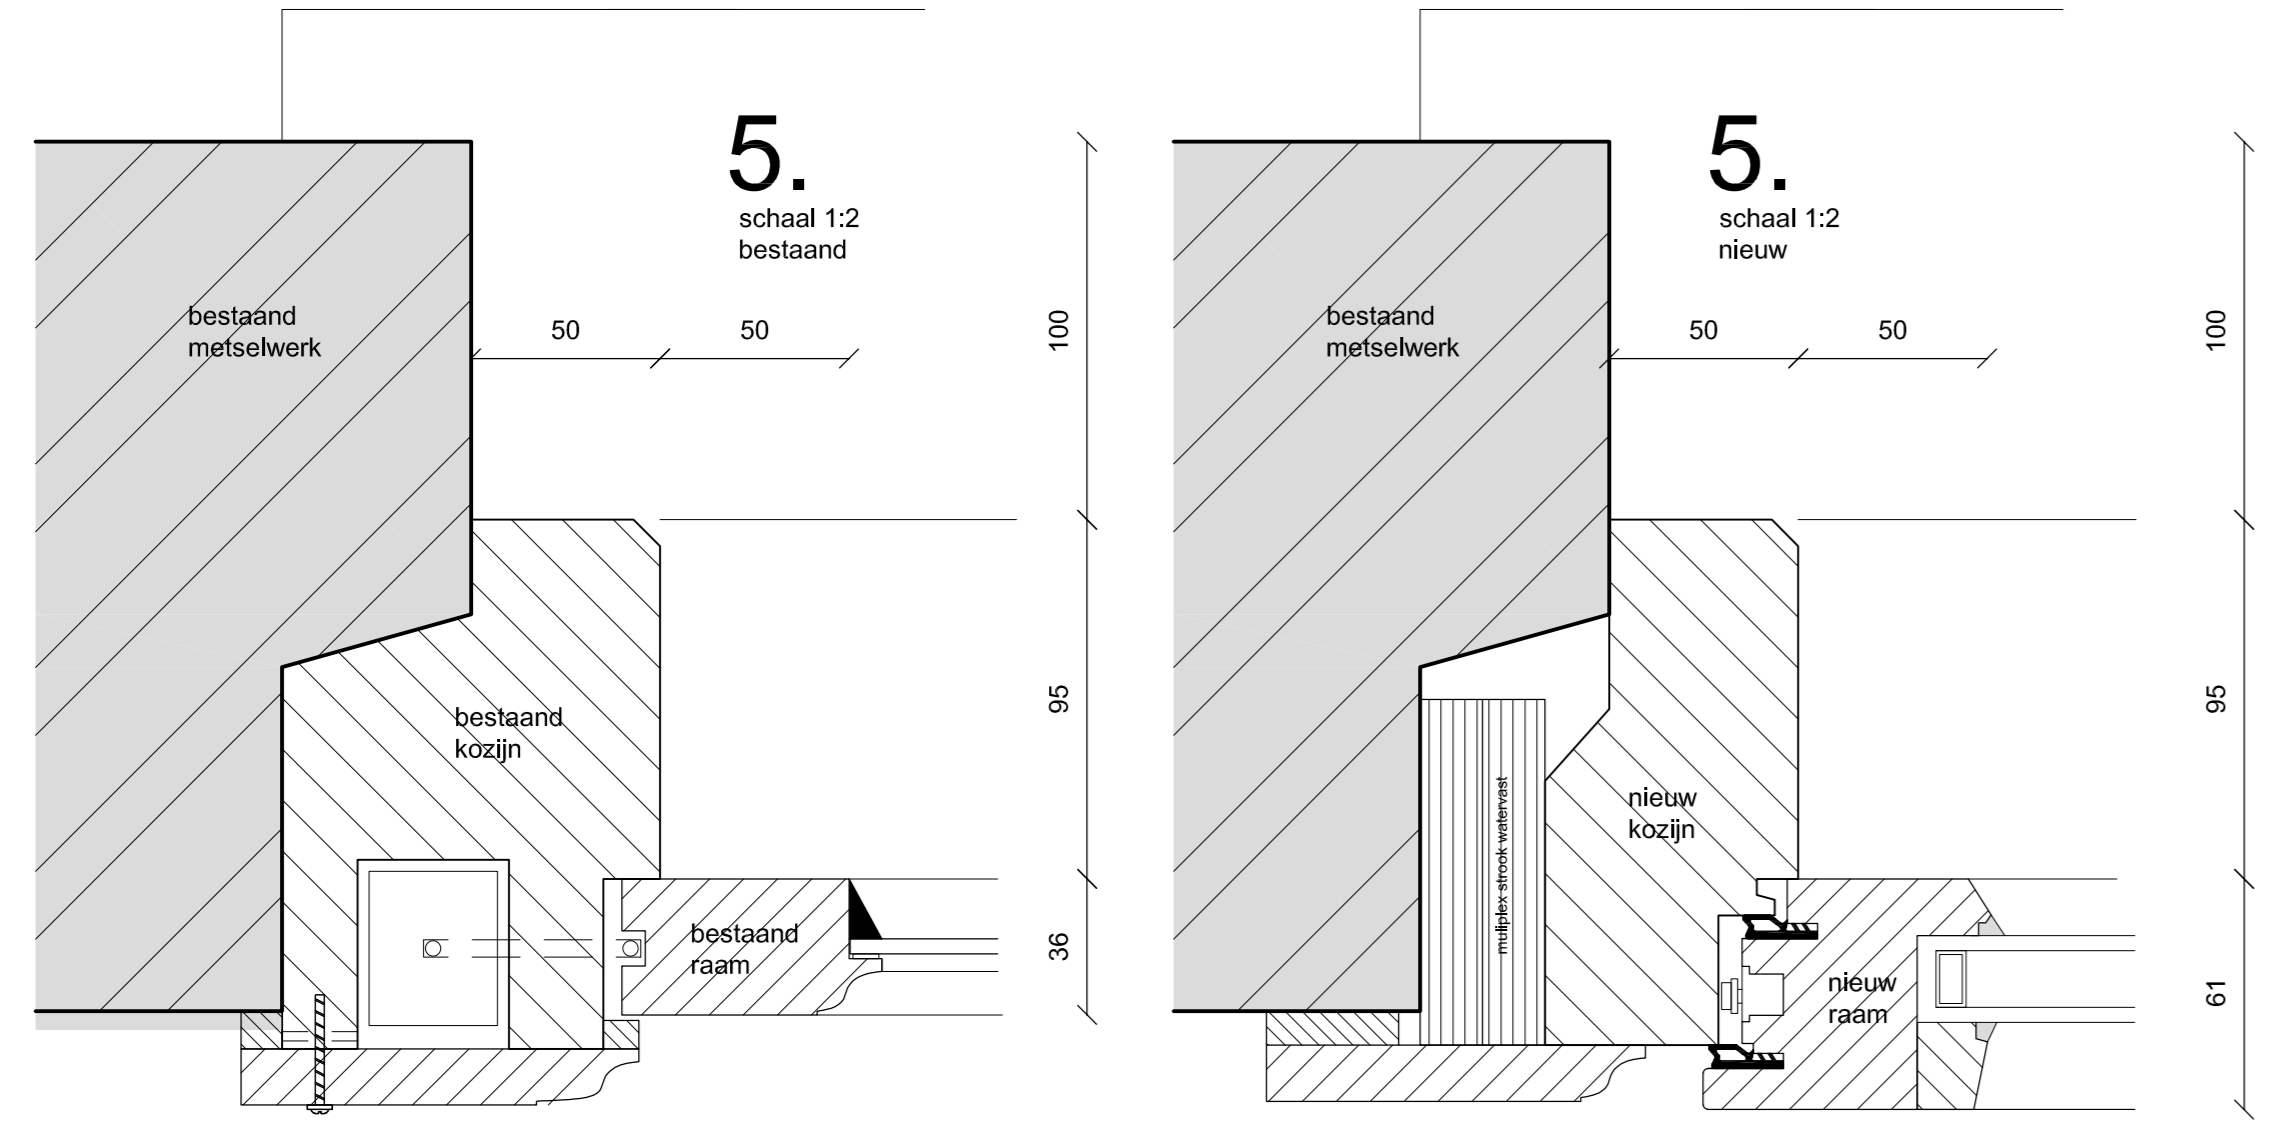 5.
schaal 1:2
bestaand
bestaand
metselwerk
50
50
100
bestaand
kozijn
95
bestaand
raam
36
5.
schaal 1:2
nieuw
bestaand
metselwerk
50
50
100
muliplex strook watervast
nieuw
kozijn
95
nieuw
raam
61